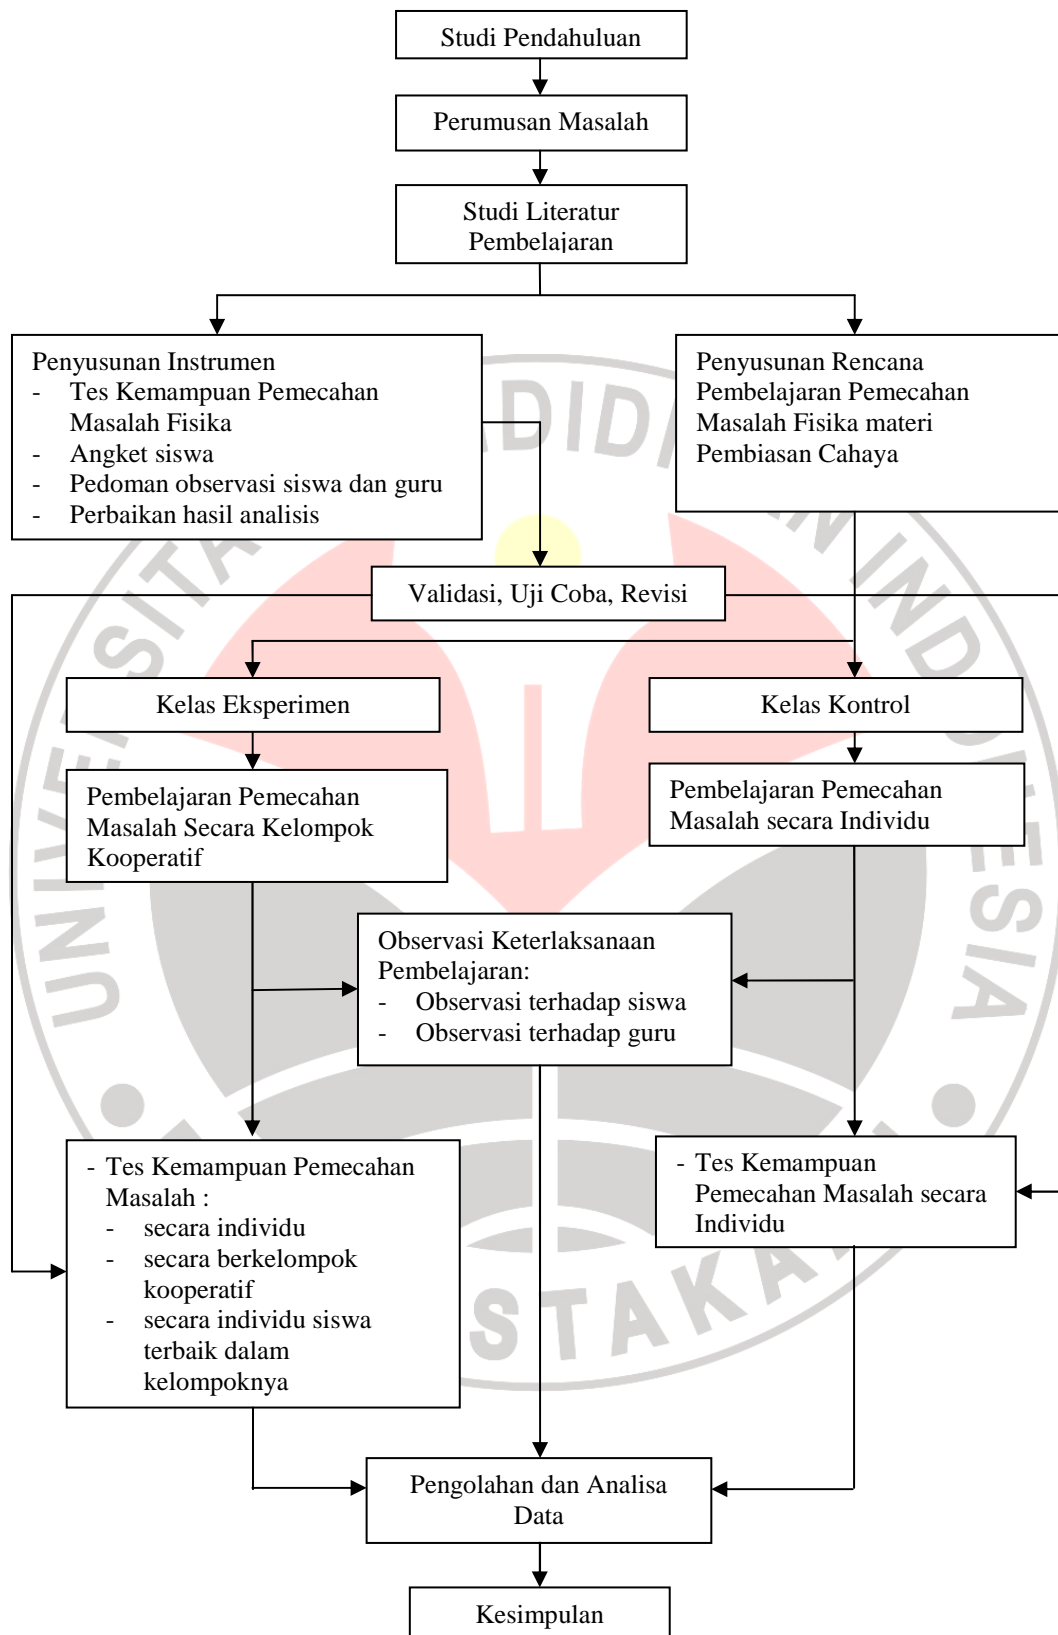 Studi Pendahuluan
Perumusan Masalah
Studi Literatur
Pembelajaran
Penyusunan Instrumen
- Tes Kemampuan Pemecahan
Masalah Fisika
- Angket siswa
- Pedoman observasi siswa dan guru
- Perbaikan hasil analisis
Penyusunan Rencana
Pembelajaran Pemecahan
Masalah Fisika materi
Pembiasan Cahaya
Validasi, Uji Coba, Revisi
Kelas Eksperimen
Kelas Kontrol
Pembelajaran Pemecahan
Masalah Secara Kelompok
Kooperatif
Pembelajaran Pemecahan
Masalah secara Individu
Observasi Keterlaksanaan
Pembelajaran:
- Observasi terhadap siswa
- Observasi terhadap guru
- Tes Kemampuan Pemecahan
Masalah :
- secara individu
- secara berkelompok
kooperatif
- secara individu siswa
terbaik dalam
kelompoknya
- Tes Kemampuan
Pemecahan Masalah secara
Individu
Pengolahan dan Analisa
Data
Kesimpulan